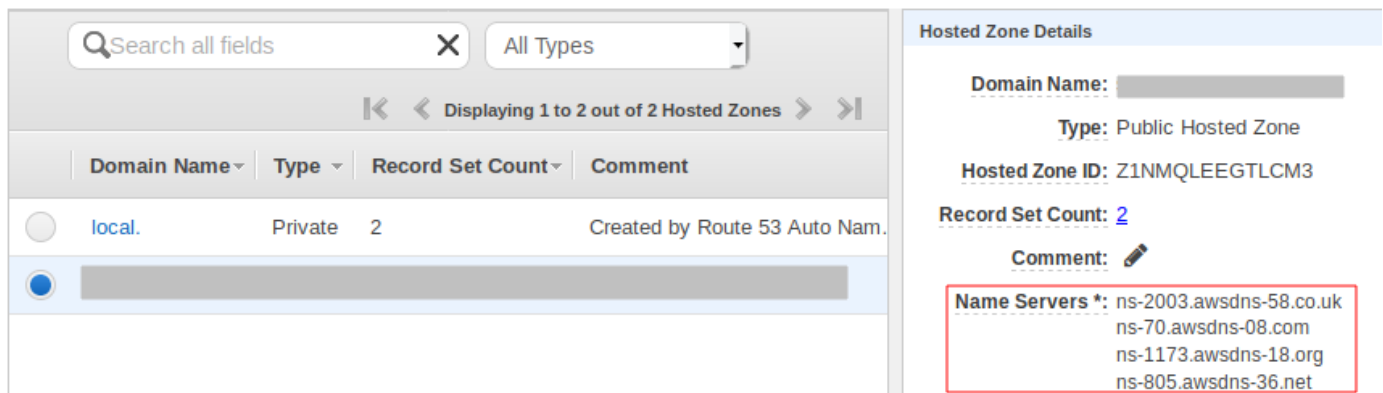 Search all fields
All Types
Displaying 1 to 2 out of 2 Hosted Zones
Domain Name Type Record Set Count Comment
local. Private 2 Created by Route 53 Auto Nam.
Hosted Zone Details
Domain Name:
Type: Public Hosted Zone
Hosted Zone ID: Z1NMQLEEGTLCM3
Record Set Count: 2
Comment:
Name Servers *: ns-2003.awsdns-58.co.uk
ns-70.awsdns-08.com
ns-1173.awsdns-18.org
ns-805.awsdns-36.net